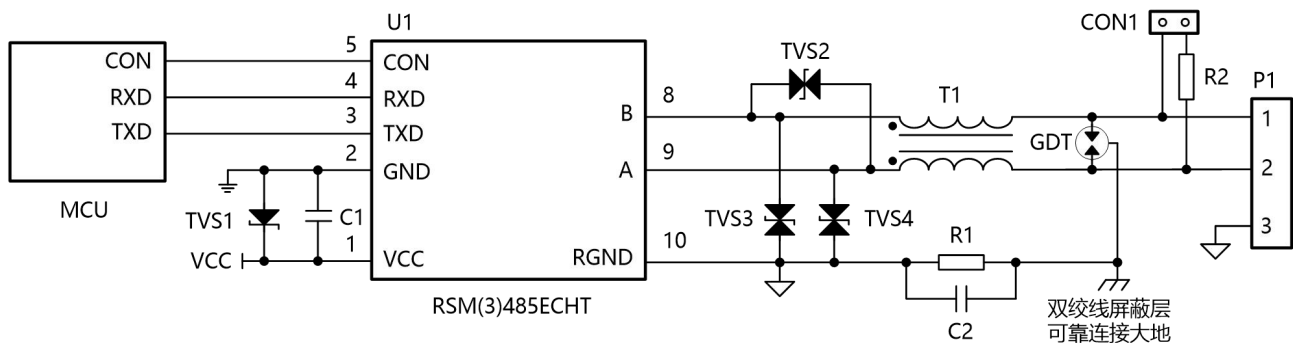 U1
CON1
CON
5
CON
TVS2
RXD
4
RXD
8
T1
R2
P1
TXD
3
TXD
B
1
2
GND
9
GDT
MCU
A
2
TVS1
C1
TVS3
TVS4
3
1
10
R1
VCC
VCC
RGND
RSM(3)485ECHT
C2
双绞线屏蔽层
可靠连接大地